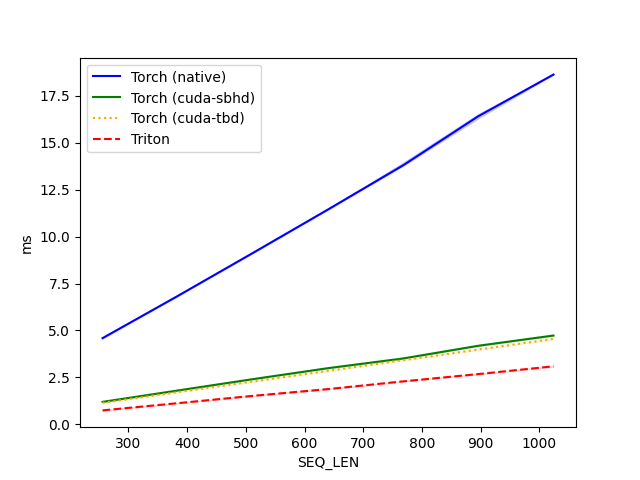 Torch (native)
Torch (cuda-sbhd)
Torch (cuda-tbd)
Triton
17.5
15.0
12.5
10.0
7.5
5.0
2.5
0.0
ms
300 400 500 600 700 800 900 1000
SEQ_LEN